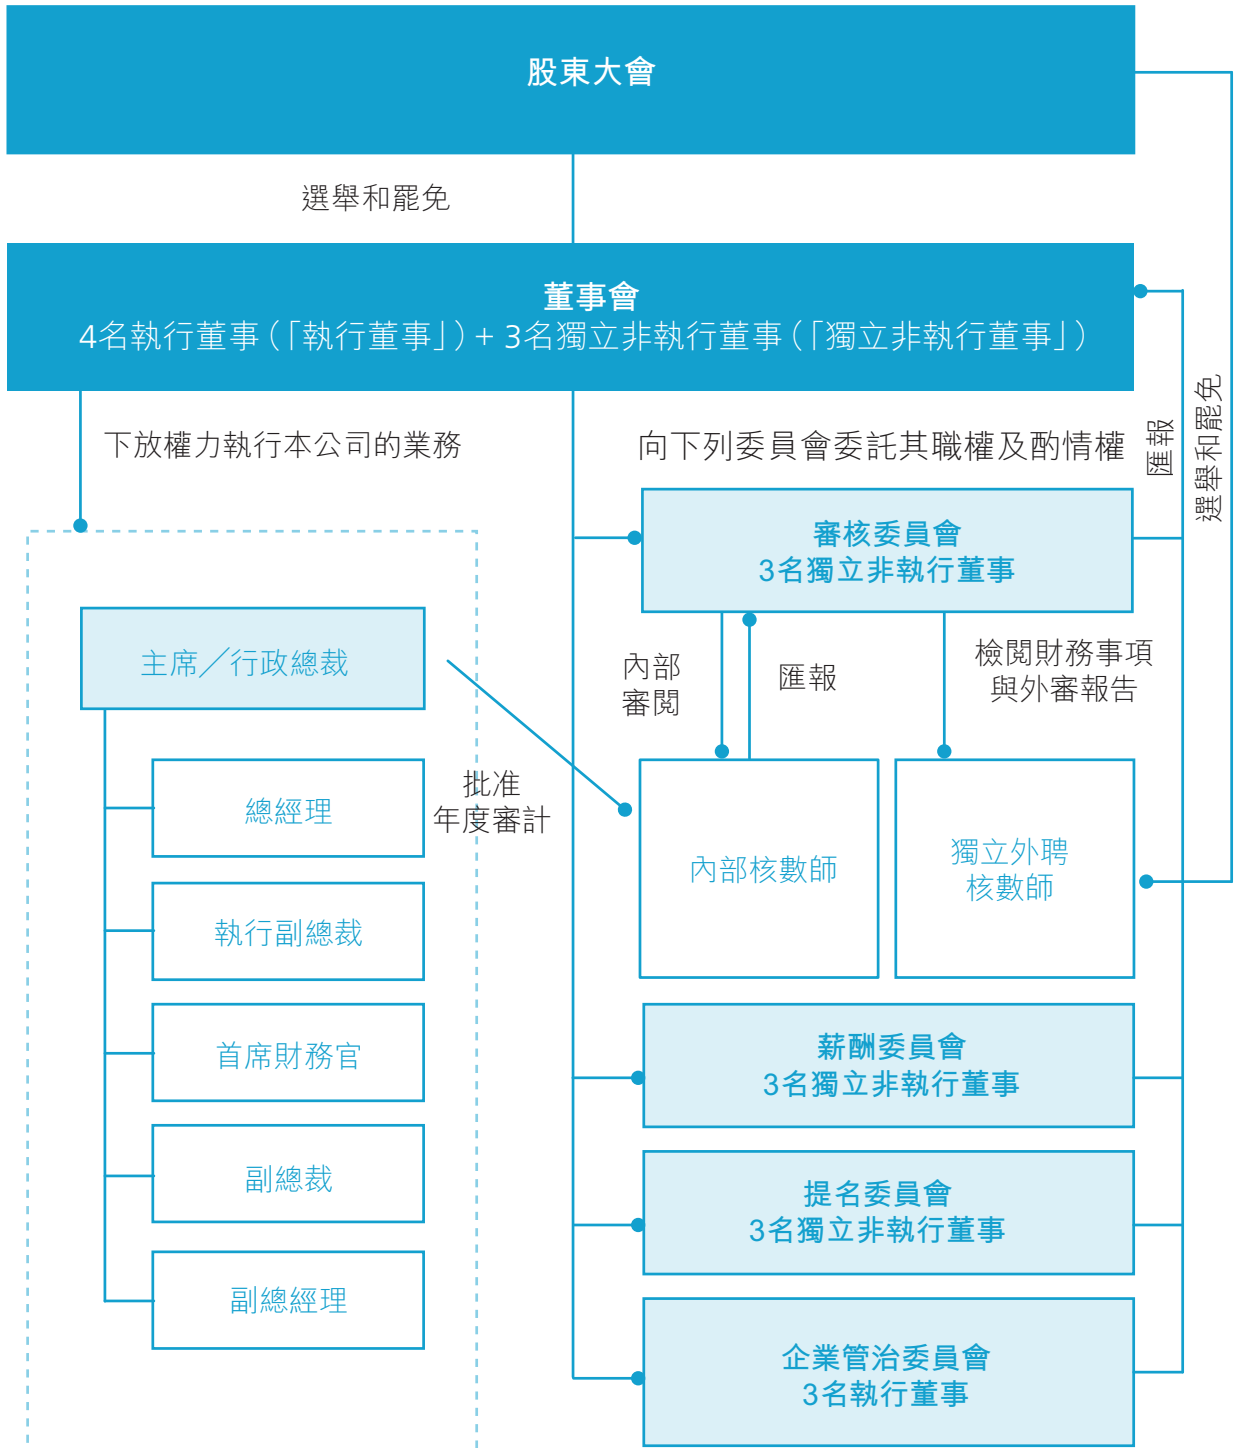 股東大會
選舉和罷免
董事會
4名執行董事（「執行董事」）+ 3名獨立非執行董事（「獨立非執行董事」）
下放權力執行本公司的業務
向下列委員會委託其職權及酌情權
匯報
選舉和罷免
審核委員會
3名獨立非執行董事
主席／行政總裁
內部
審閱
匯報
檢閱財務事項
與外審報告
總經理
批准
年度審計
內部核數師
獨立外聘
核數師
執行副總裁
首席財務官
薪酬委員會
3名獨立非執行董事
副總裁
提名委員會
3名獨立非執行董事
副總經理
企業管治委員會
3名執行董事